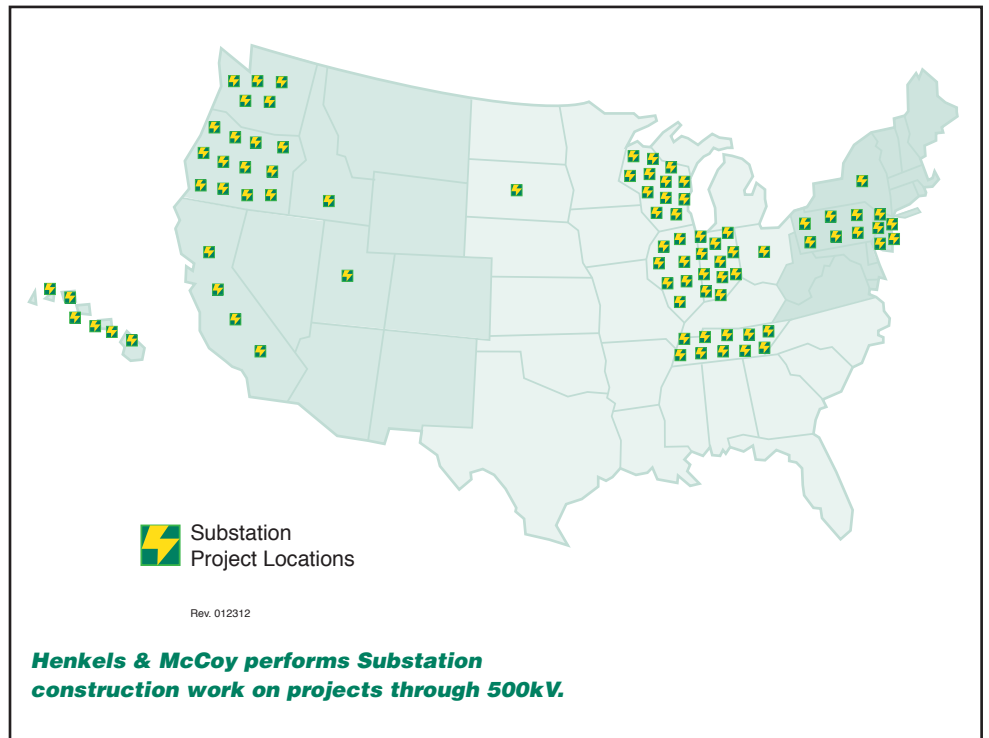 Substation
Project Locations
Rev. 012312
Henkels & McCoy performs Substation
construction work on projects through 500kV.